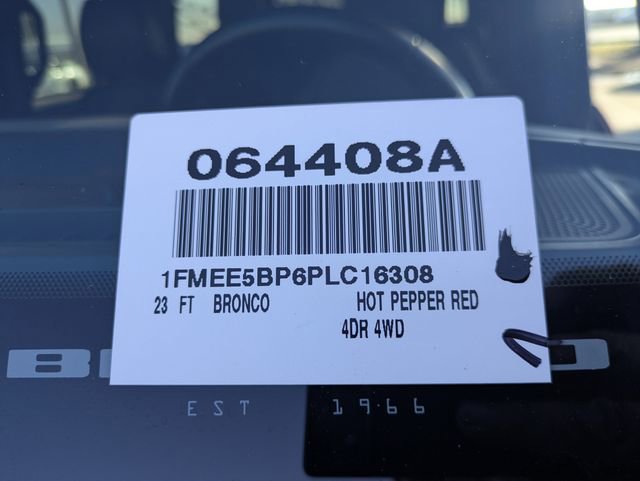 064408A
1FMEE5BP6PLC16308
23 FT BRONCO HOT PEPPER RED
4DR 4WD
EST 1966